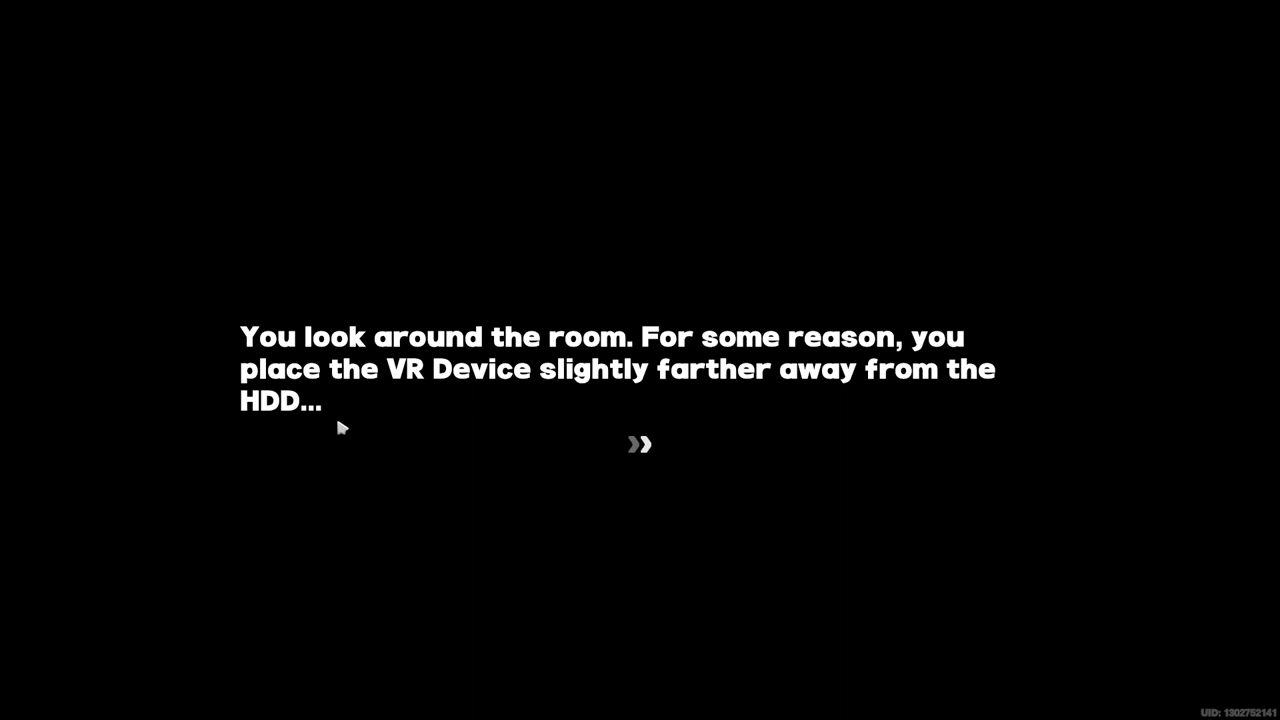 You look around the room. For some reason, you
place the VR Device slightly farther away from the
HDD...
UID: 1302752141